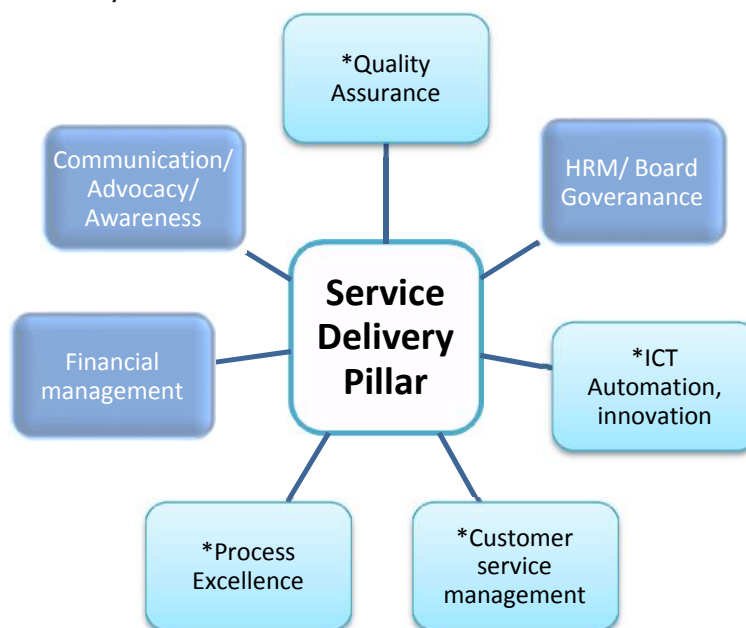 *Quality
Assurance
Communication/
Advocacy/
Awareness
HRM/ Board
Goveranance
Service
Delivery
Pillar
Financial
management
*ICT
Automation,
innovation
*Process
Excellence
*Customer
service
management